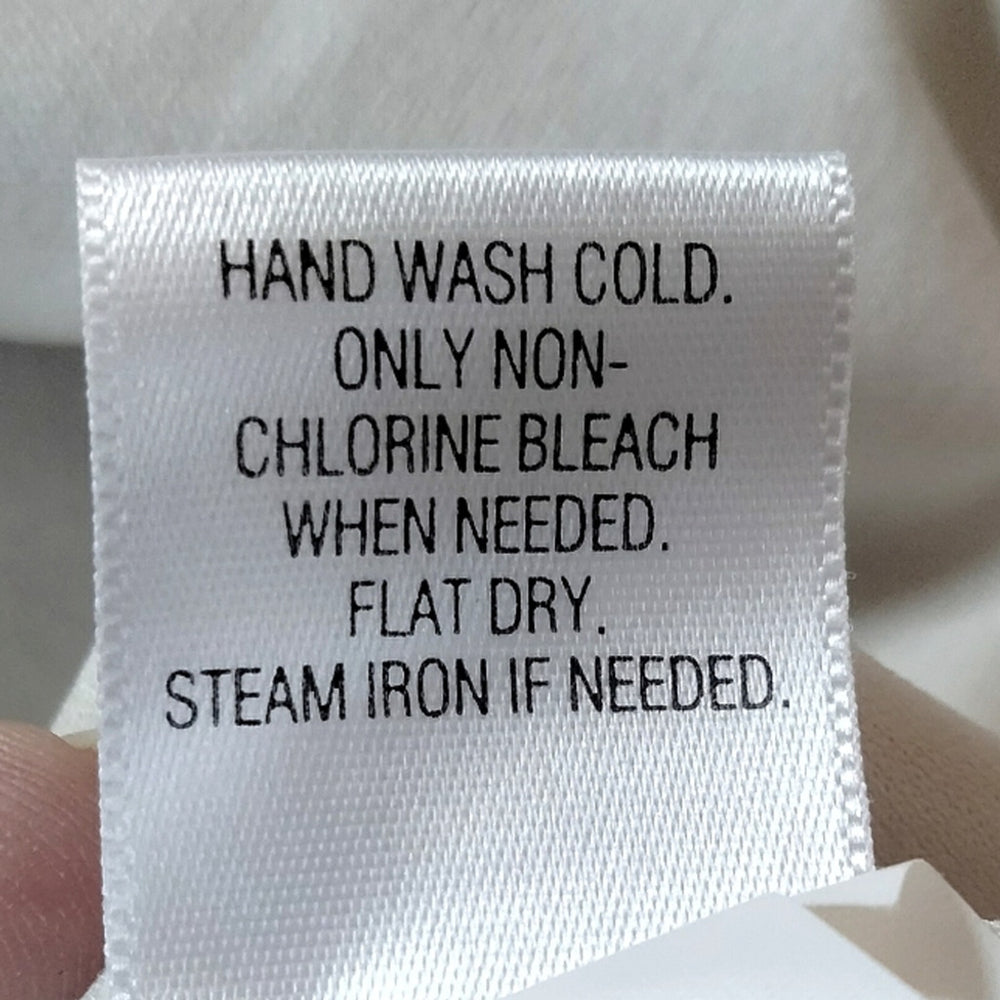 HAND WASH COLD.
ONLY NON-
CHLORINE BLEACH
WHEN NEEDED.
FLAT DRY.
STEAM IRON IF NEEDED.